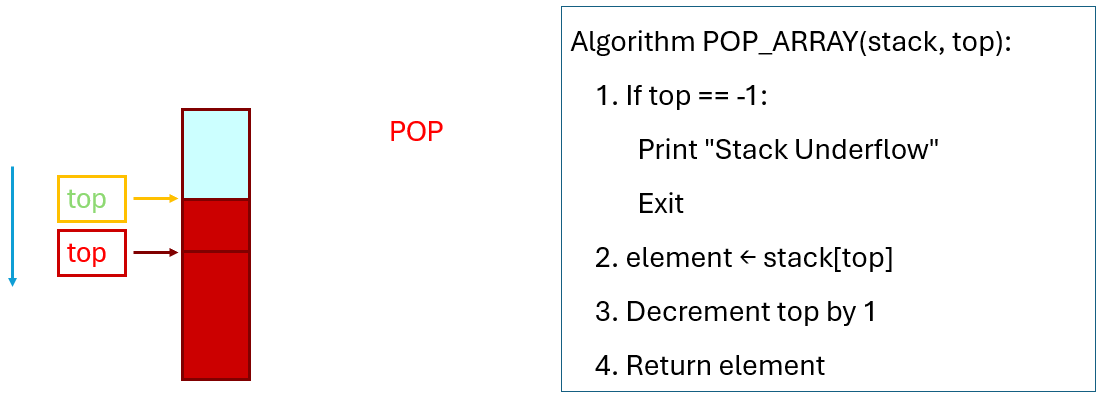 POP
top
top
Algorithm POP_ARRAY(stack, top):
1. If top == -1:
Print "Stack Underflow"
Exit
2. element ← stack[top]
3. Decrement top by 1
4. Return element